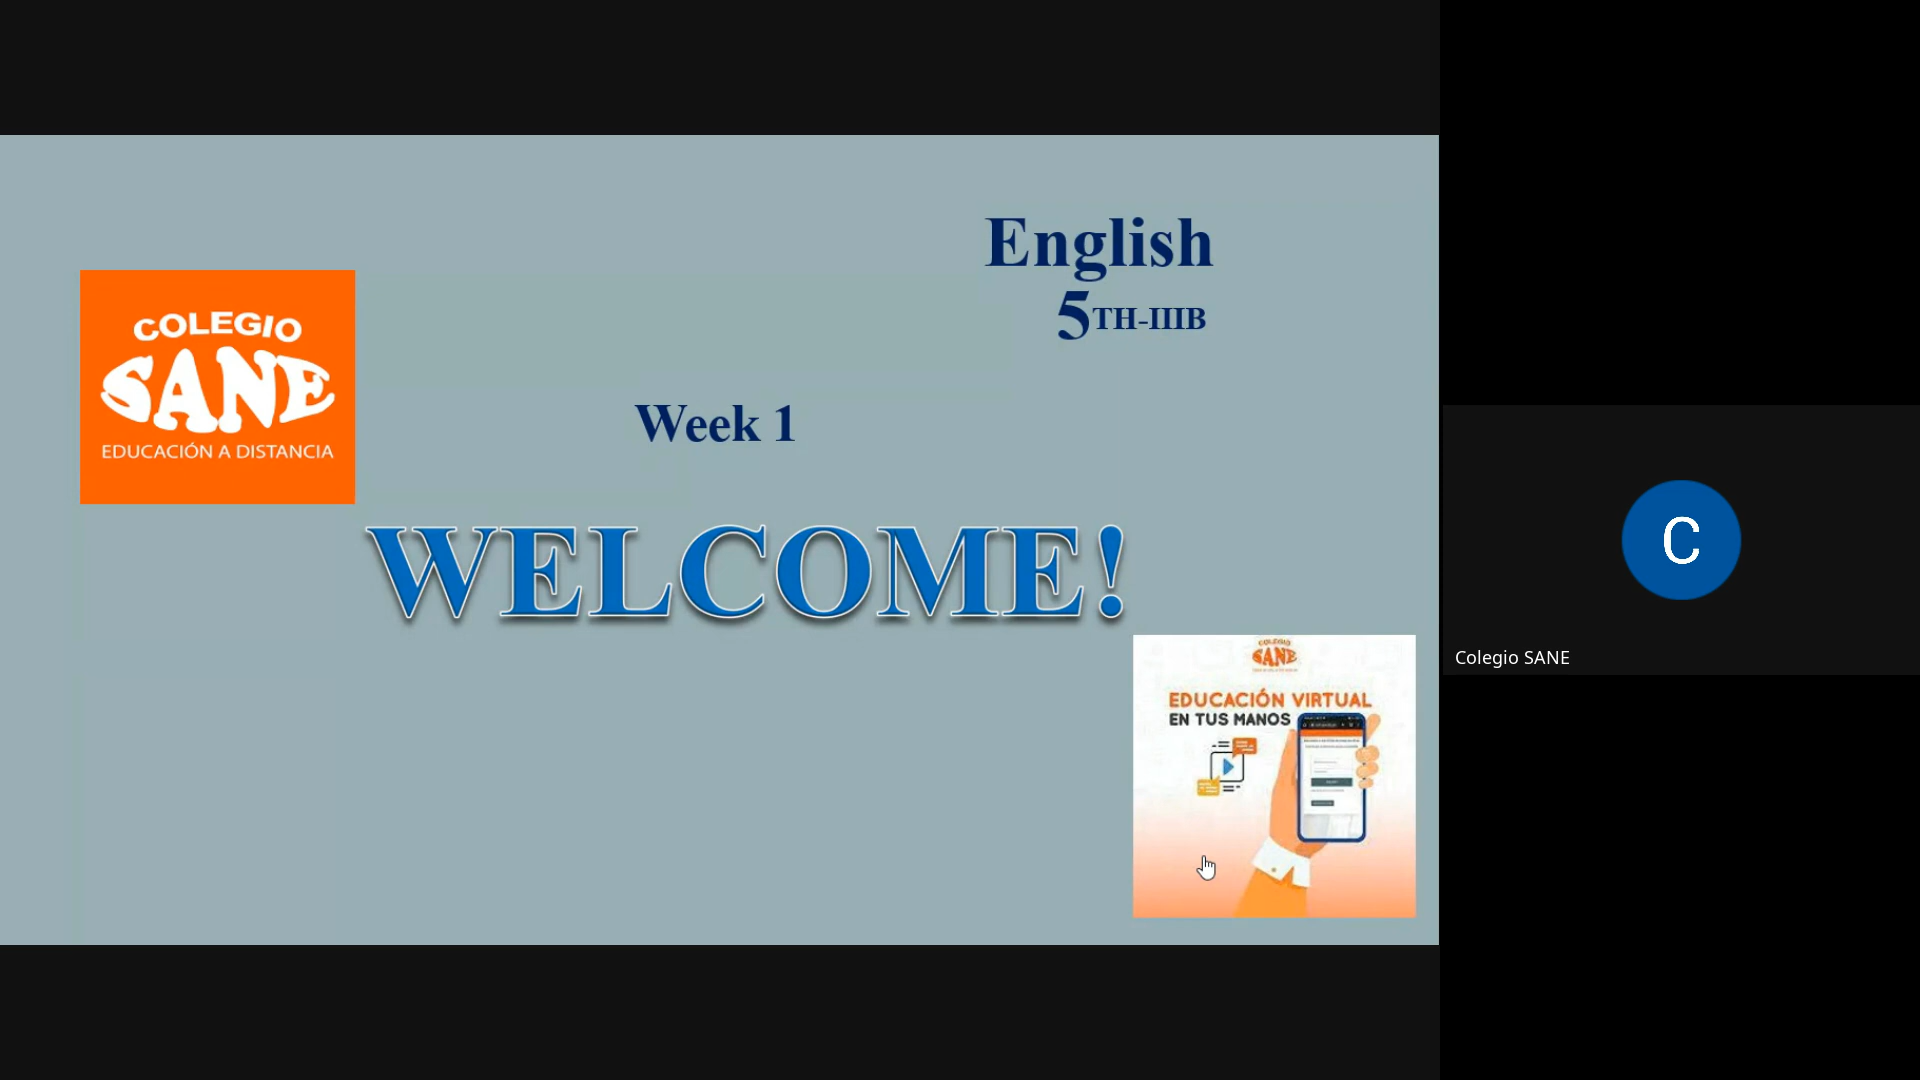 English
5TH-IIIB
COLEGIO
SANE
EDUCACIÓN A DISTANCIA
Week 1
WELCOME!
COLEGIO
SANE
EDUCACIÓN VIRTUAL
EN TUS MANOS
C
Colegio SANE